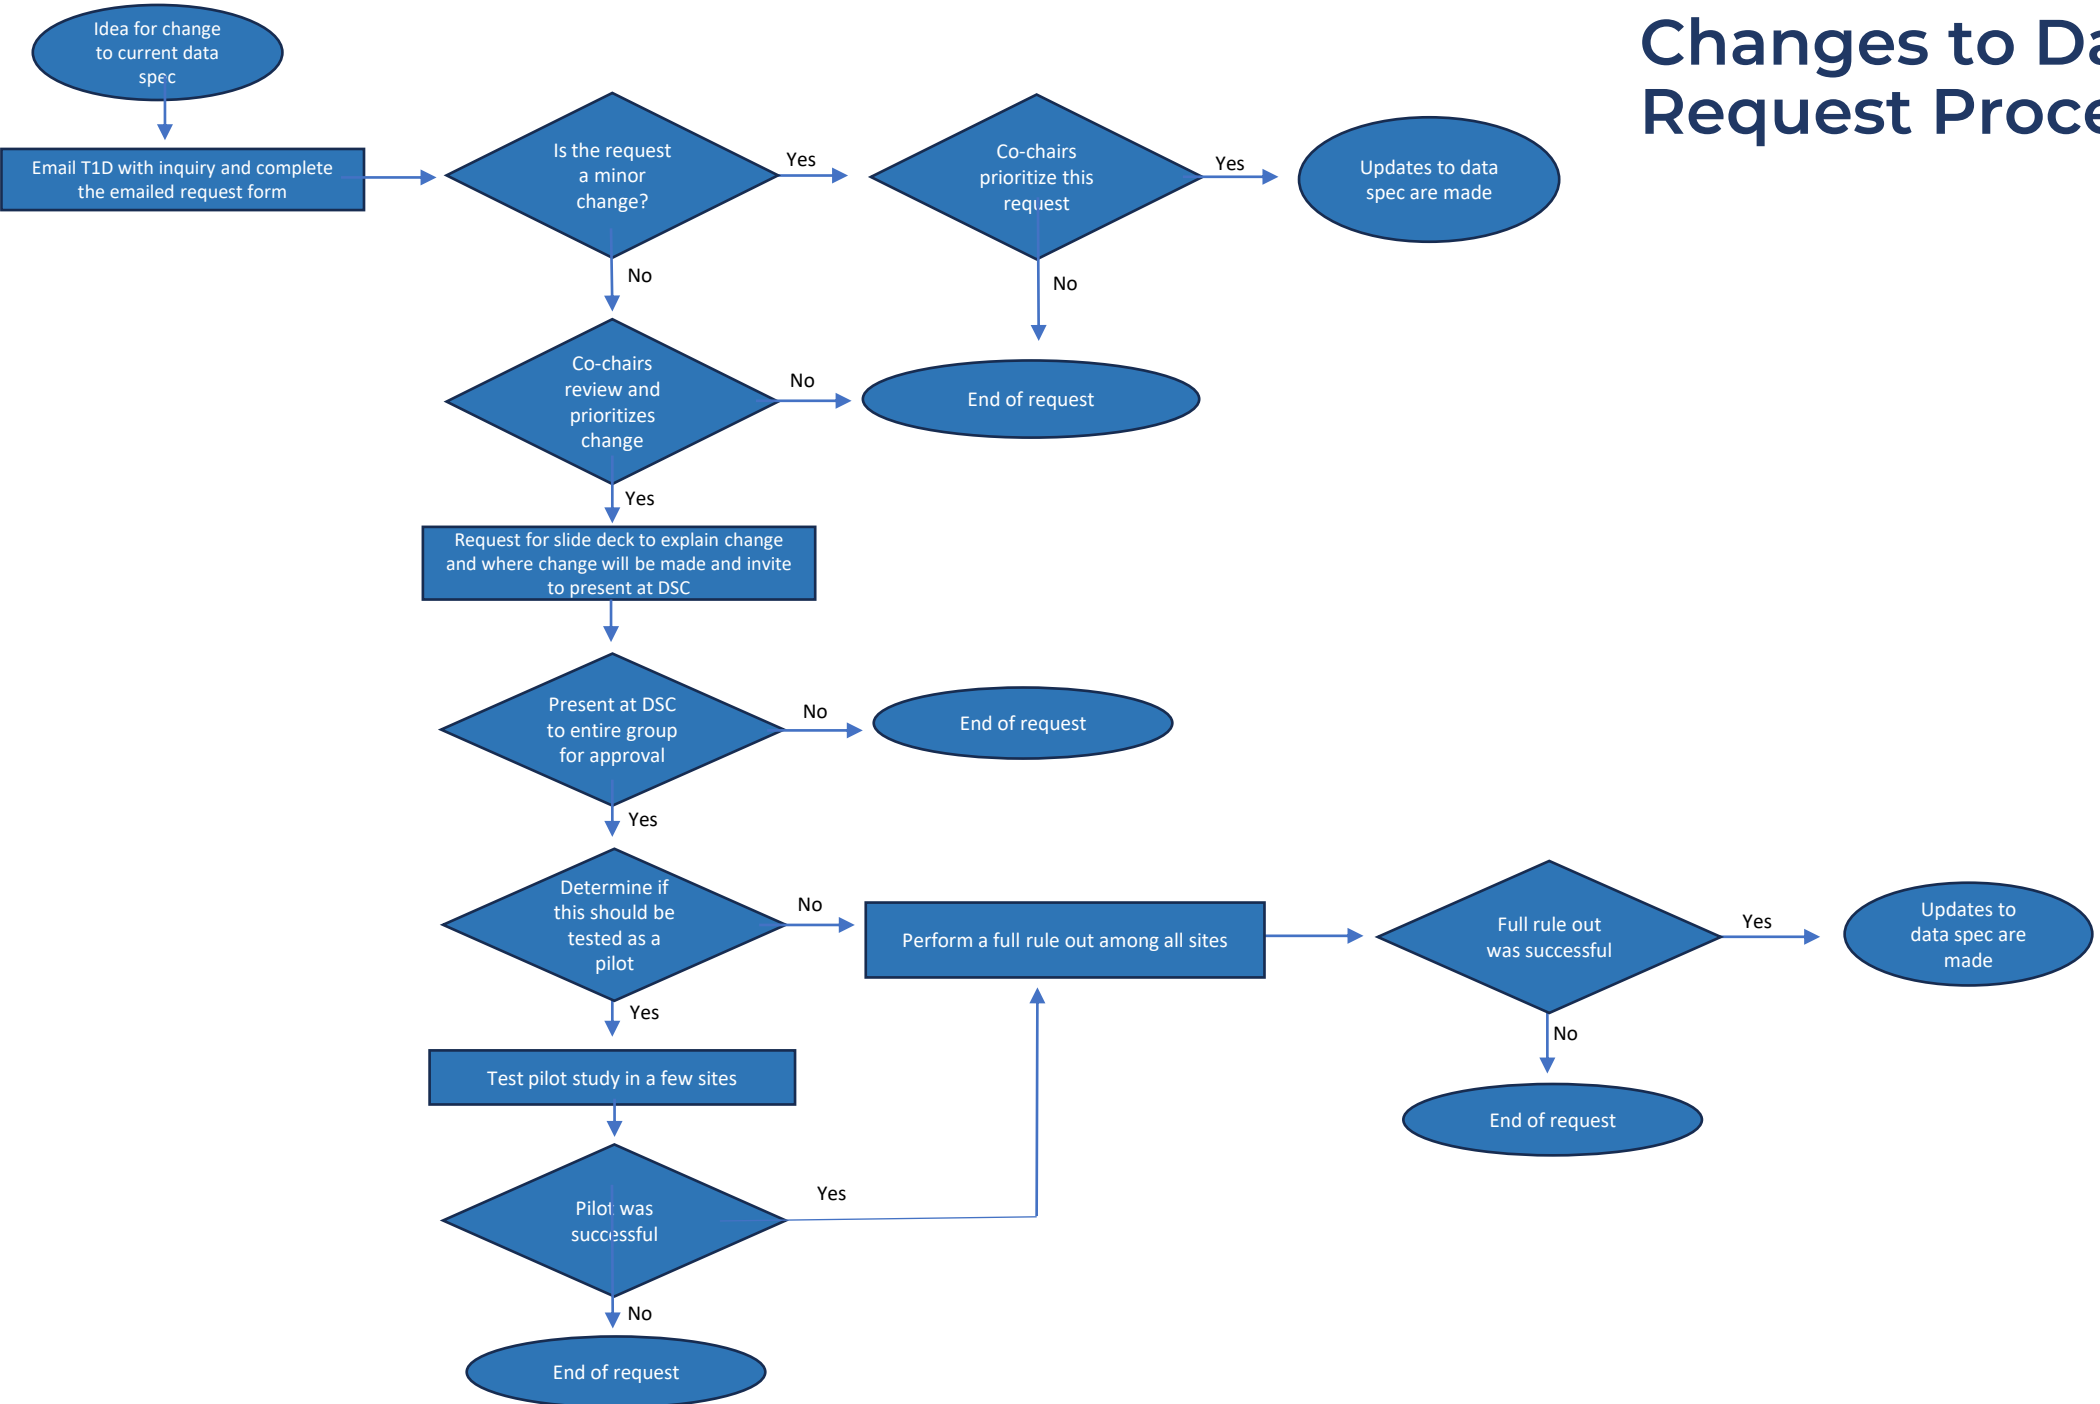 Changes to Da
Request Proce
Idea for change
to current data
spec
Email T1D with inquiry and complete
the emailed request form
Is the request
a minor
change?
Yes
Co-chairs
prioritize this
request
Yes
Updates to data
spec are made
No
No
Co-chairs
review and
prioritizes
change
No
End of request
Yes
Request for slide deck to explain change
and where change will be made and invite
to present at DSC
Present at DSC
to entire group
for approval
No
End of request
Yes
Determine if
this should be
tested as a
pilot
No
Perform a full rule out among all sites
Full rule out
was successful
Yes
Updates to
data spec are
made
Yes
No
Test pilot study in a few sites
End of request
Pilot was
successful
Yes
No
End of request